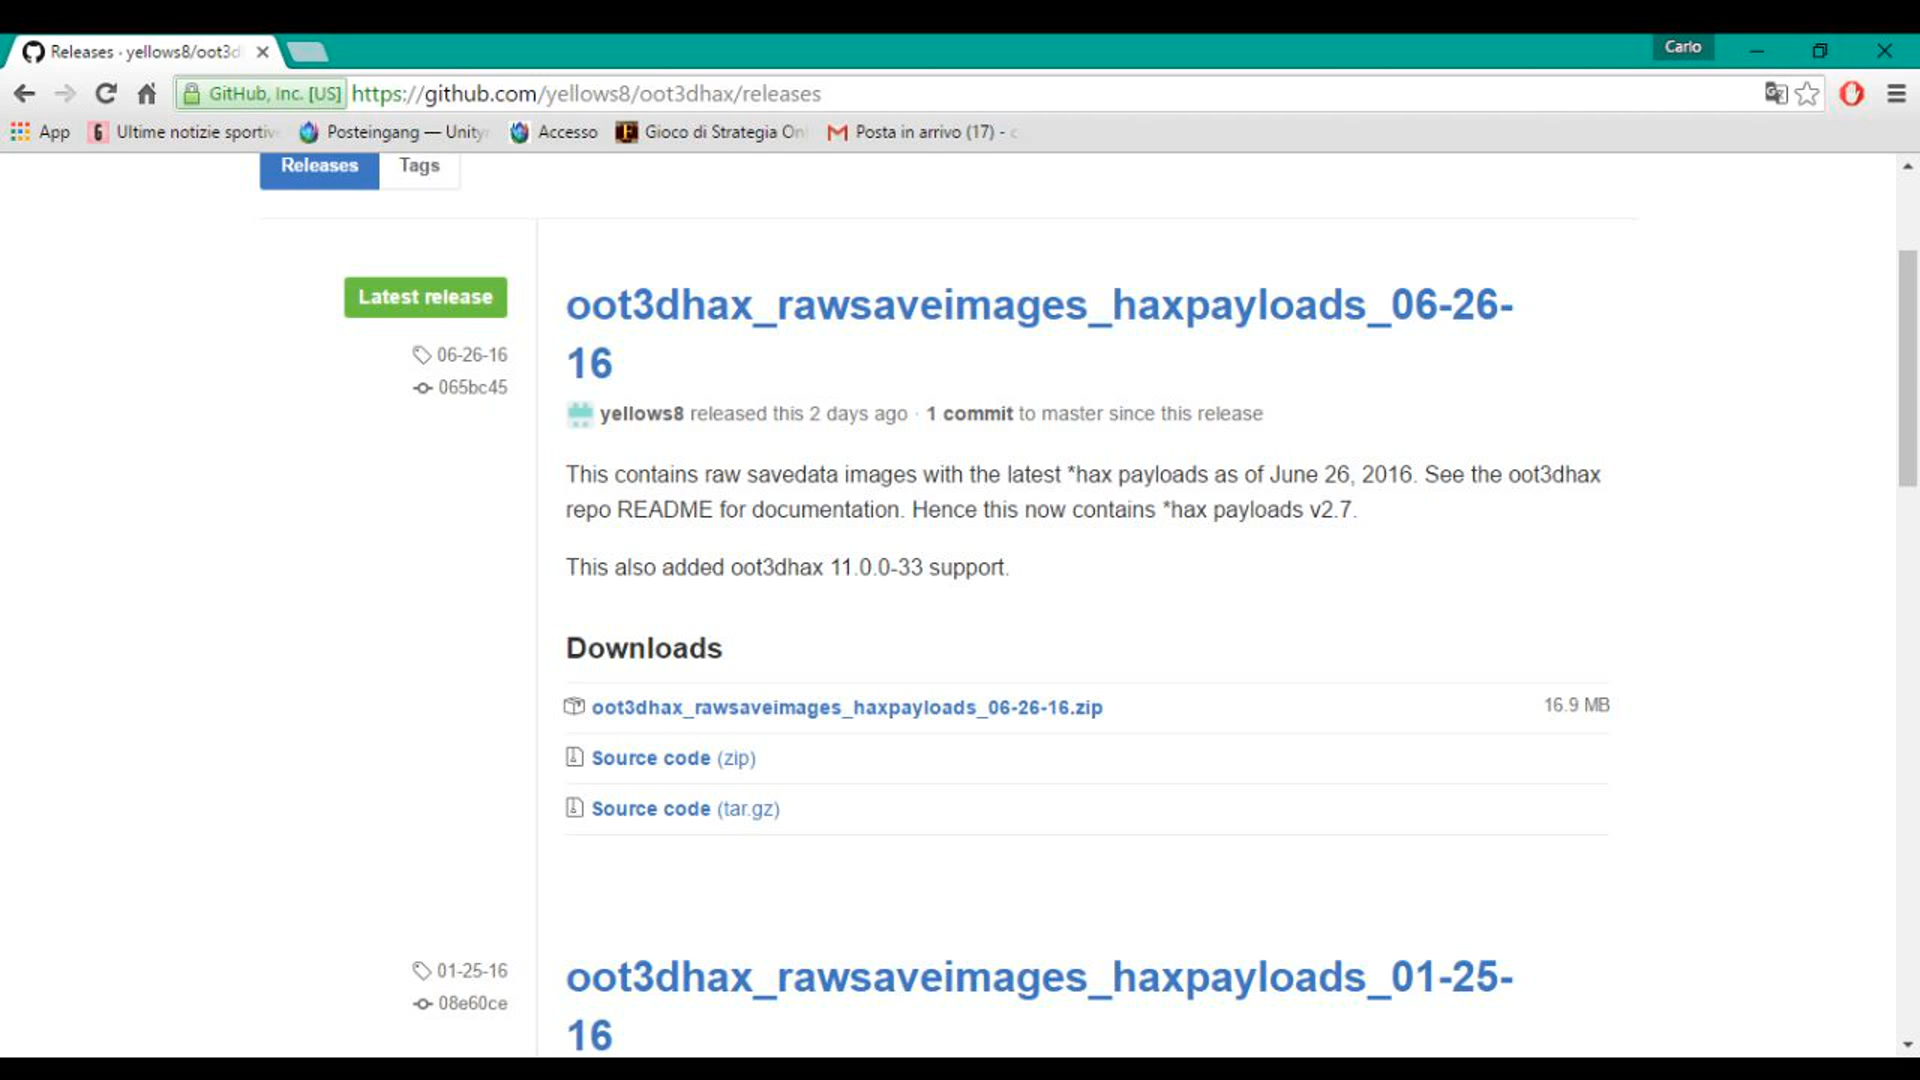 Releases · yellows8/oot3d
Carlo
GitHub, Inc. [US] https://github.com/yellows8/oot3dhax/releases
App Ultime notizie sportiv Posteingang — Unity Accesso Gioco di Strategia On Posta in arrivo (17) - c
Releases Tags
Latest release
06-26-16
065bc45
oot3dhax_rawsaveimages_haxpayloads_06-26-
16
yellows8 released this 2 days ago · 1 commit to master since this release
This contains raw savedata images with the latest *hax payloads as of June 26, 2016. See the oot3dhax
repo README for documentation. Hence this now contains *hax payloads v2.7.
This also added oot3dhax 11.0.0-33 support.
Downloads
oot3dhax_rawsaveimages_haxpayloads_06-26-16.zip 16.9 MB
Source code (zip)
Source code (tar.gz)
01-25-16
08e60ce
oot3dhax_rawsaveimages_haxpayloads_01-25-
16